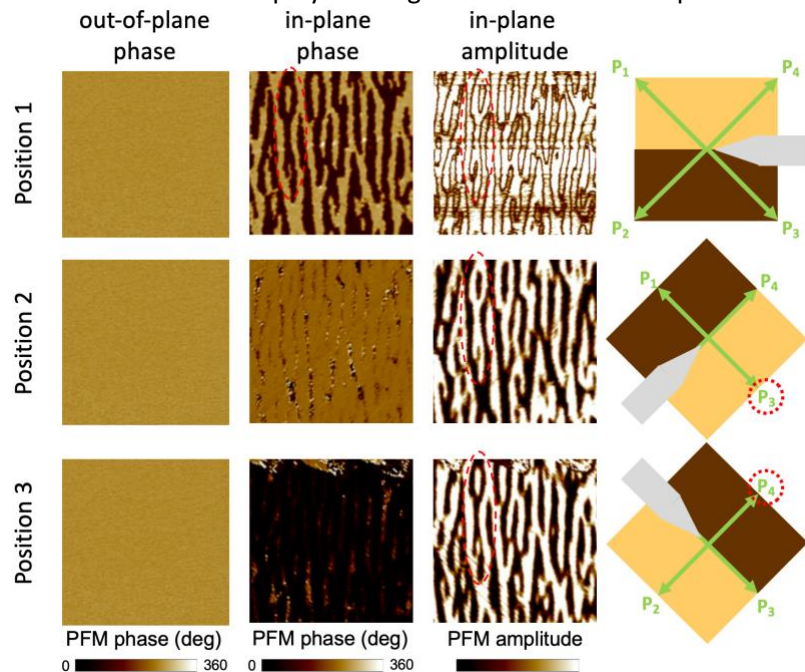 out-of-plane phase
in-plane phase
in-plane amplitude
Position 1
P1
P4
P2
P3
Position 2
P1
P4
P3
Position 3
P4
P2
P3
PFM phase (deg)
PFM phase (deg)
PFM amplitude
0 360
0 360